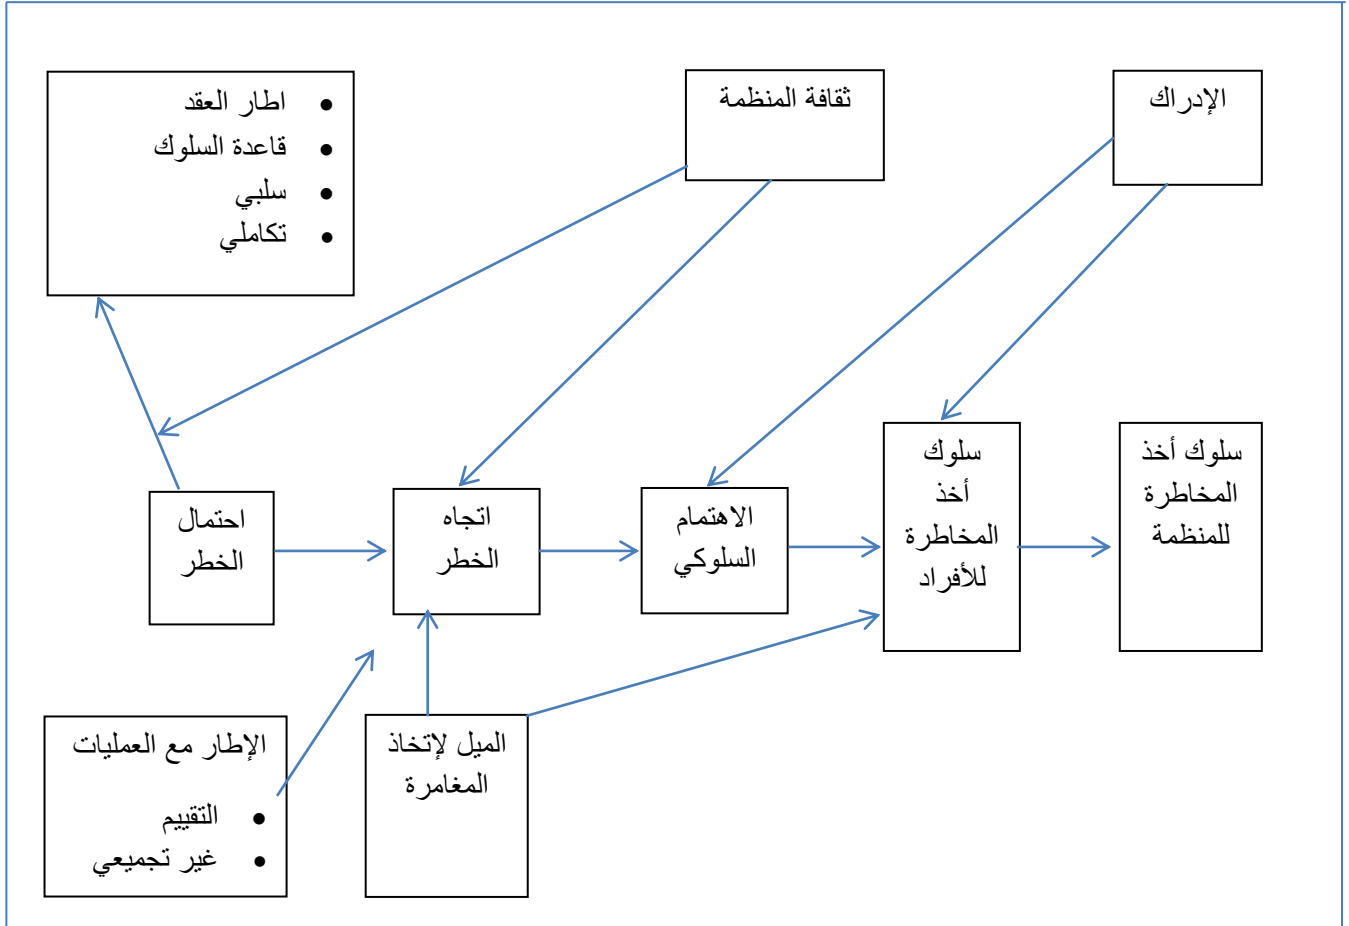 الإدراك
ثقافة المنظمة
• اطار العقد
• قاعدة السلوك
• سلبي
• تكاملي
احتمال
الخطر
اتجاه
الخطر
الاهتمام
السلوكي
سلوك
أخذ
المخاطرة
للأفراد
سلوك أخذ
المخاطرة
للمنظمة
الميل لإتخاذ
المغامرة
الإطار مع العمليات
• التقييم
• غير تجميعي